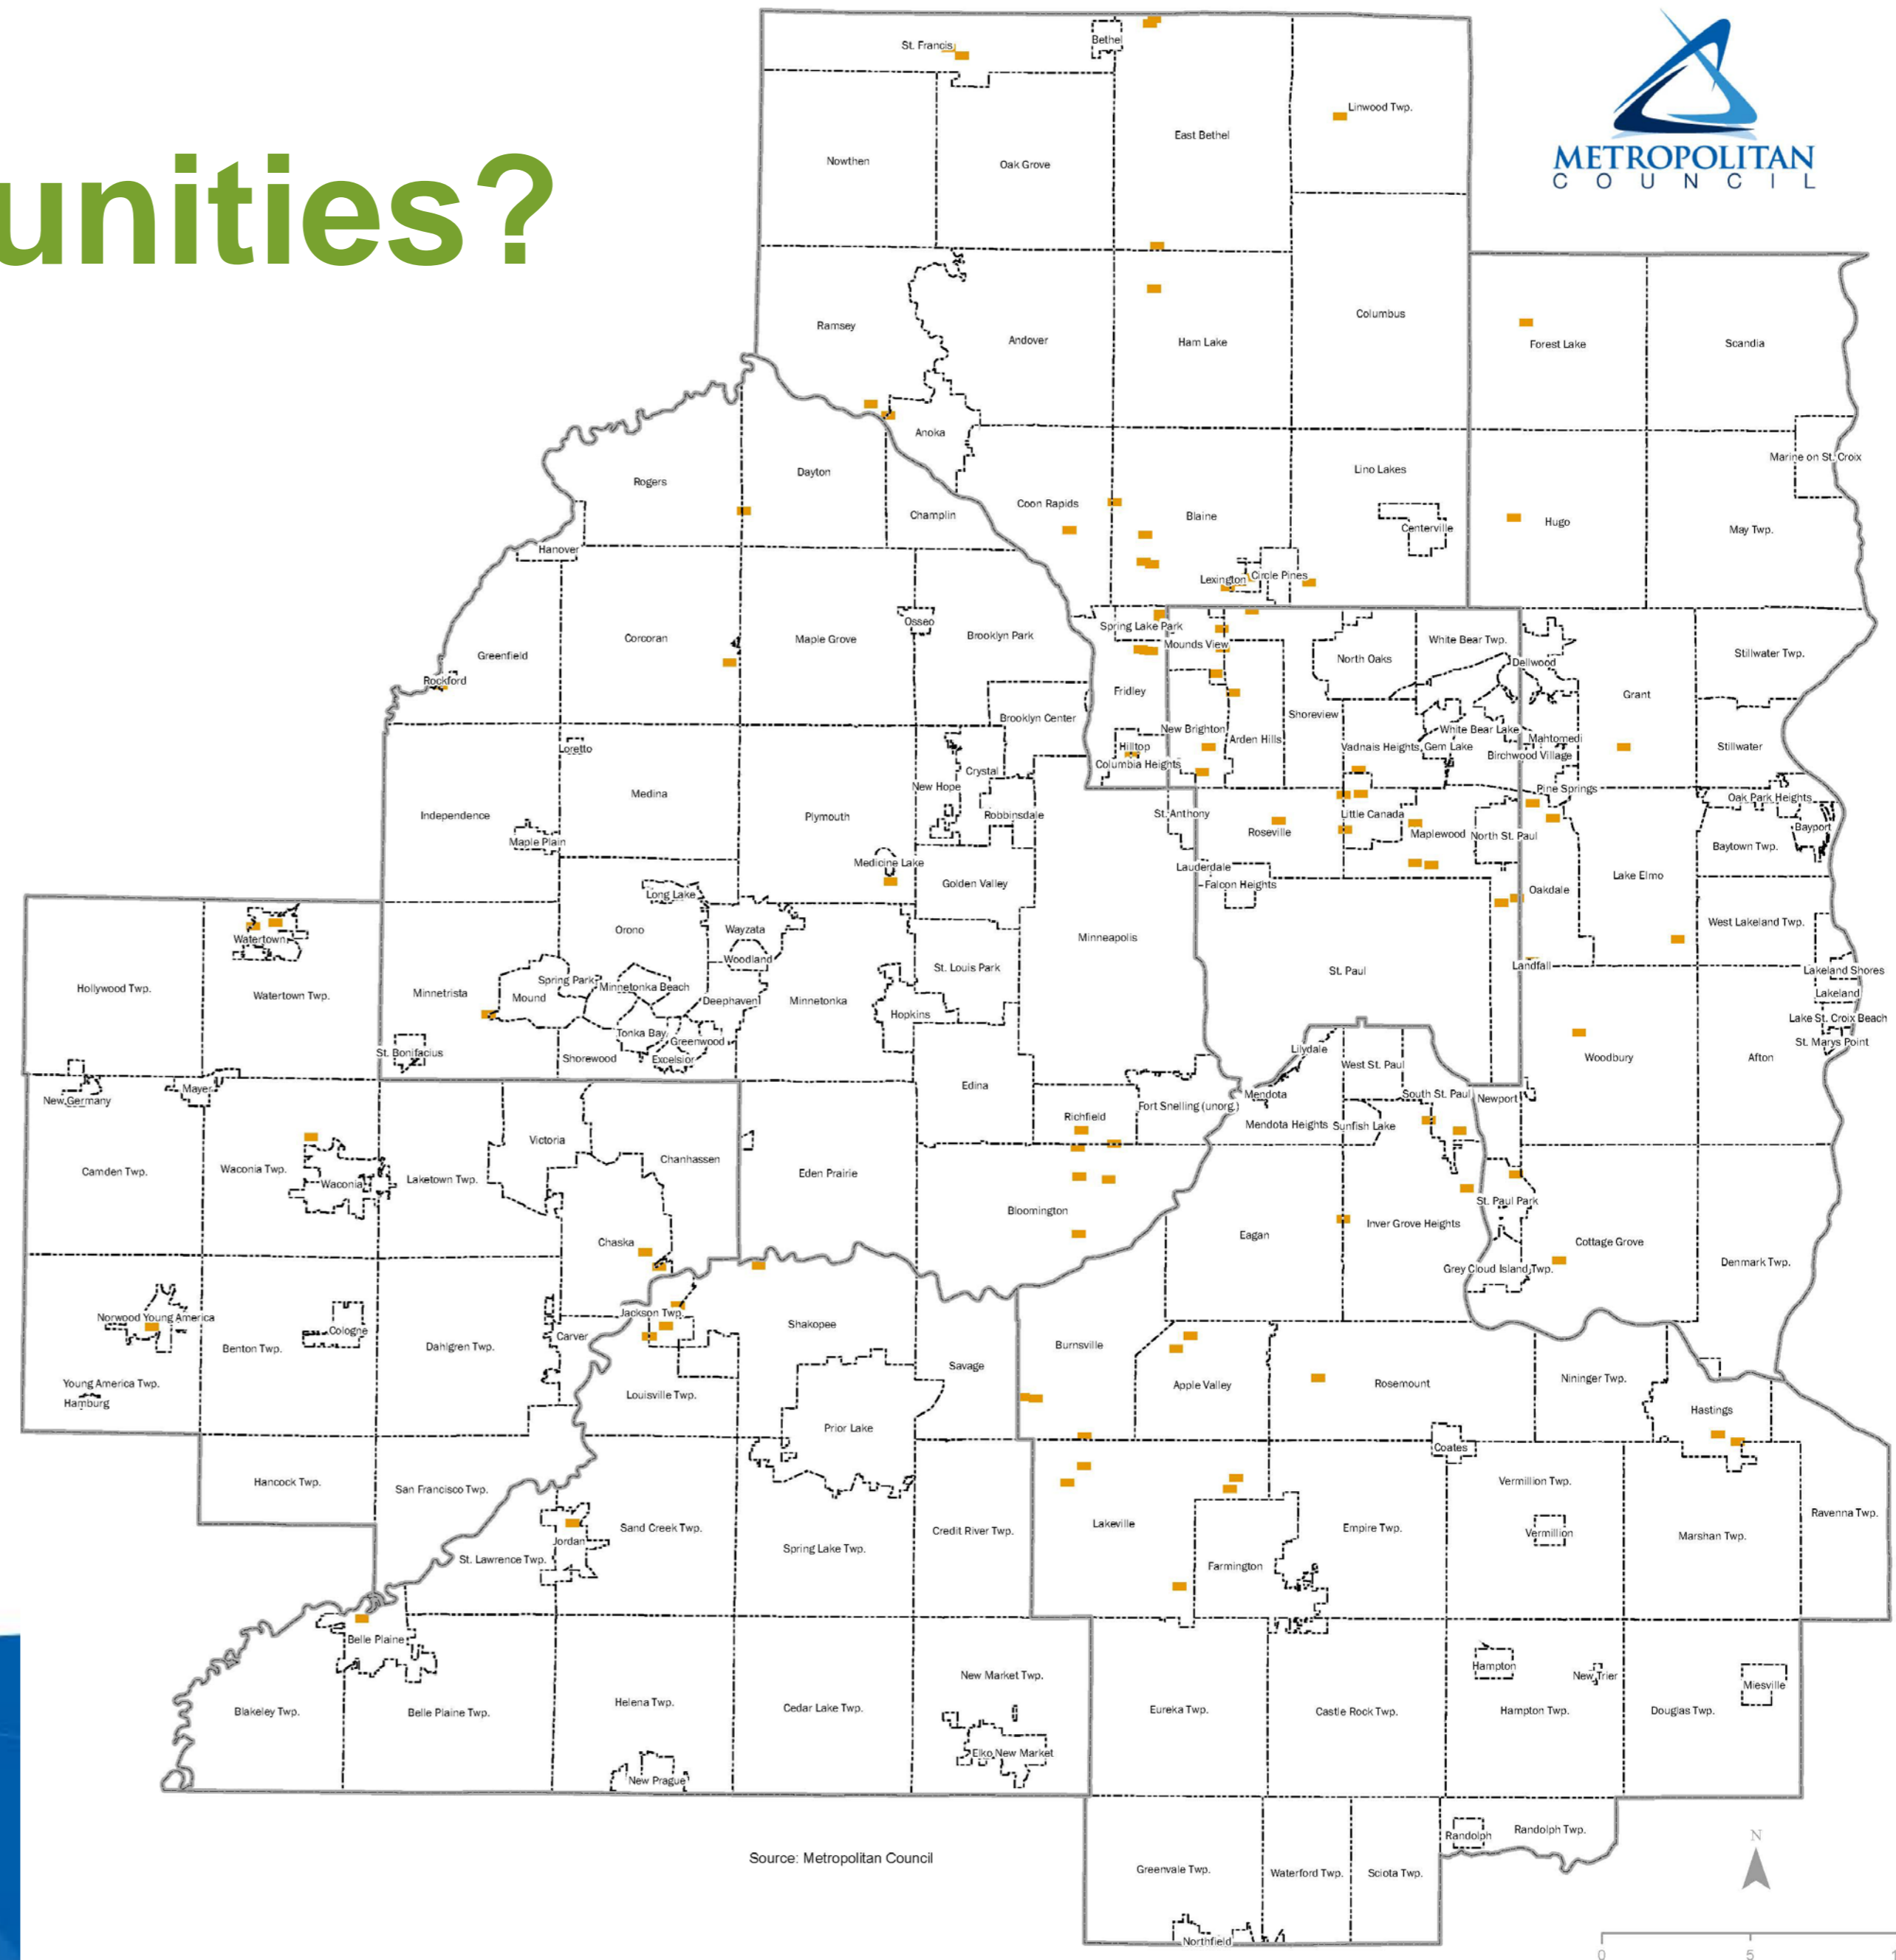 unities?
METROPOLITAN
COUNCIL
St. Francis
Bethel
Linwood Twp.
East Bethel
Nowthen
Oak Grove
Ramsey
Andover
Ham Lake
Columbus
Forest Lake
Scandia
Anoka
Marine on St. Croix
Rogers
Dayton
Champlin
Coon Rapids
Blaine
Lino Lakes
Centerville
Hugo
May Twp.
Hanover
Lexington
Circle Pines
Greenfield
Corcoran
Maple Grove
Osseo
Brooklyn Park
Spring Lake Park
Mounds View
North Oaks
White Bear Twp.
Dellwood
Stillwater Twp.
Rockford
Fridley
Grant
Brooklyn Center
Shoreview
New Brighton
Arden Hills
White Bear Lake
Mahtomedi
Stillwater
Loretto
Hilltop
Vadnais Heights
Gem Lake
Birchwood Village
Columbia Heights
Crystal
New Hope
Medina
Pine Springs
Oak Park Heights
Independence
Plymouth
Robbinsdale
St. Anthony
Roseville
Little Canada
Maplewood
North St. Paul
Bayport
Maple Plain
Baytown Twp.
Medicine Lake
Lauderdale
Golden Valley
Falcon Heights
Oakdale
Lake Elmo
Long Lake
West Lakeland Twp.
Watertown
Orono
Wayzata
Minneapolis
Woodland
St. Louis Park
St. Paul
Landfall
Lakeland Shores
Hollywood Twp.
Watertown Twp.
Minnetrista
Spring Park
Minnetonka Beach
Mound
Deephaven
Minnetonka
Lakeland
Hopkins
Lake St. Croix Beach
Tonka Bay
Greenwood
St. Marys Point
St. Bonifacius
Shorewood
Excelsior
Lilydale
West St. Paul
Woodbury
Afton
New Germany
Mayer
Edina
Mendota
South St. Paul
Newport
Fort Snelling (unorg.)
Richfield
Mendota Heights
Sunfish Lake
Victoria
Chanhassen
Camden Twp.
Waconia Twp.
Waconia
Laketown Twp.
Eden Prairie
Bloomington
St. Paul Park
Inver Grove Heights
Eagan
Chaska
Cottage Grove
Denmark Twp.
Grey Cloud Island Twp.
Norwood Young America
Jackson Twp.
Shakopee
Cologne
Carver
Benton Twp.
Dahlgren Twp.
Burnsville
Savage
Young America Twp.
Hamburg
Louisville Twp.
Apple Valley
Rosemount
Nininger Twp.
Hastings
Prior Lake
Coates
Hancock Twp.
San Francisco Twp.
Vermillion Twp.
Ravenna Twp.
Sand Creek Twp.
Credit River Twp.
Lakeville
Empire Twp.
Vermillion
Marshan Twp.
Jordan
Spring Lake Twp.
St. Lawrence Twp.
Farmington
Belle Plaine
New Market Twp.
Hampton
New Trier
Miesville
Blakeley Twp.
Belle Plaine Twp.
Helena Twp.
Cedar Lake Twp.
Eureka Twp.
Castle Rock Twp.
Hampton Twp.
Douglas Twp.
Elko New Market
New Prague
Randolph
Randolph Twp.
Source: Metropolitan Council
Greenvale Twp.
Waterford Twp.
Sciota Twp.
N
Northfield
0 5